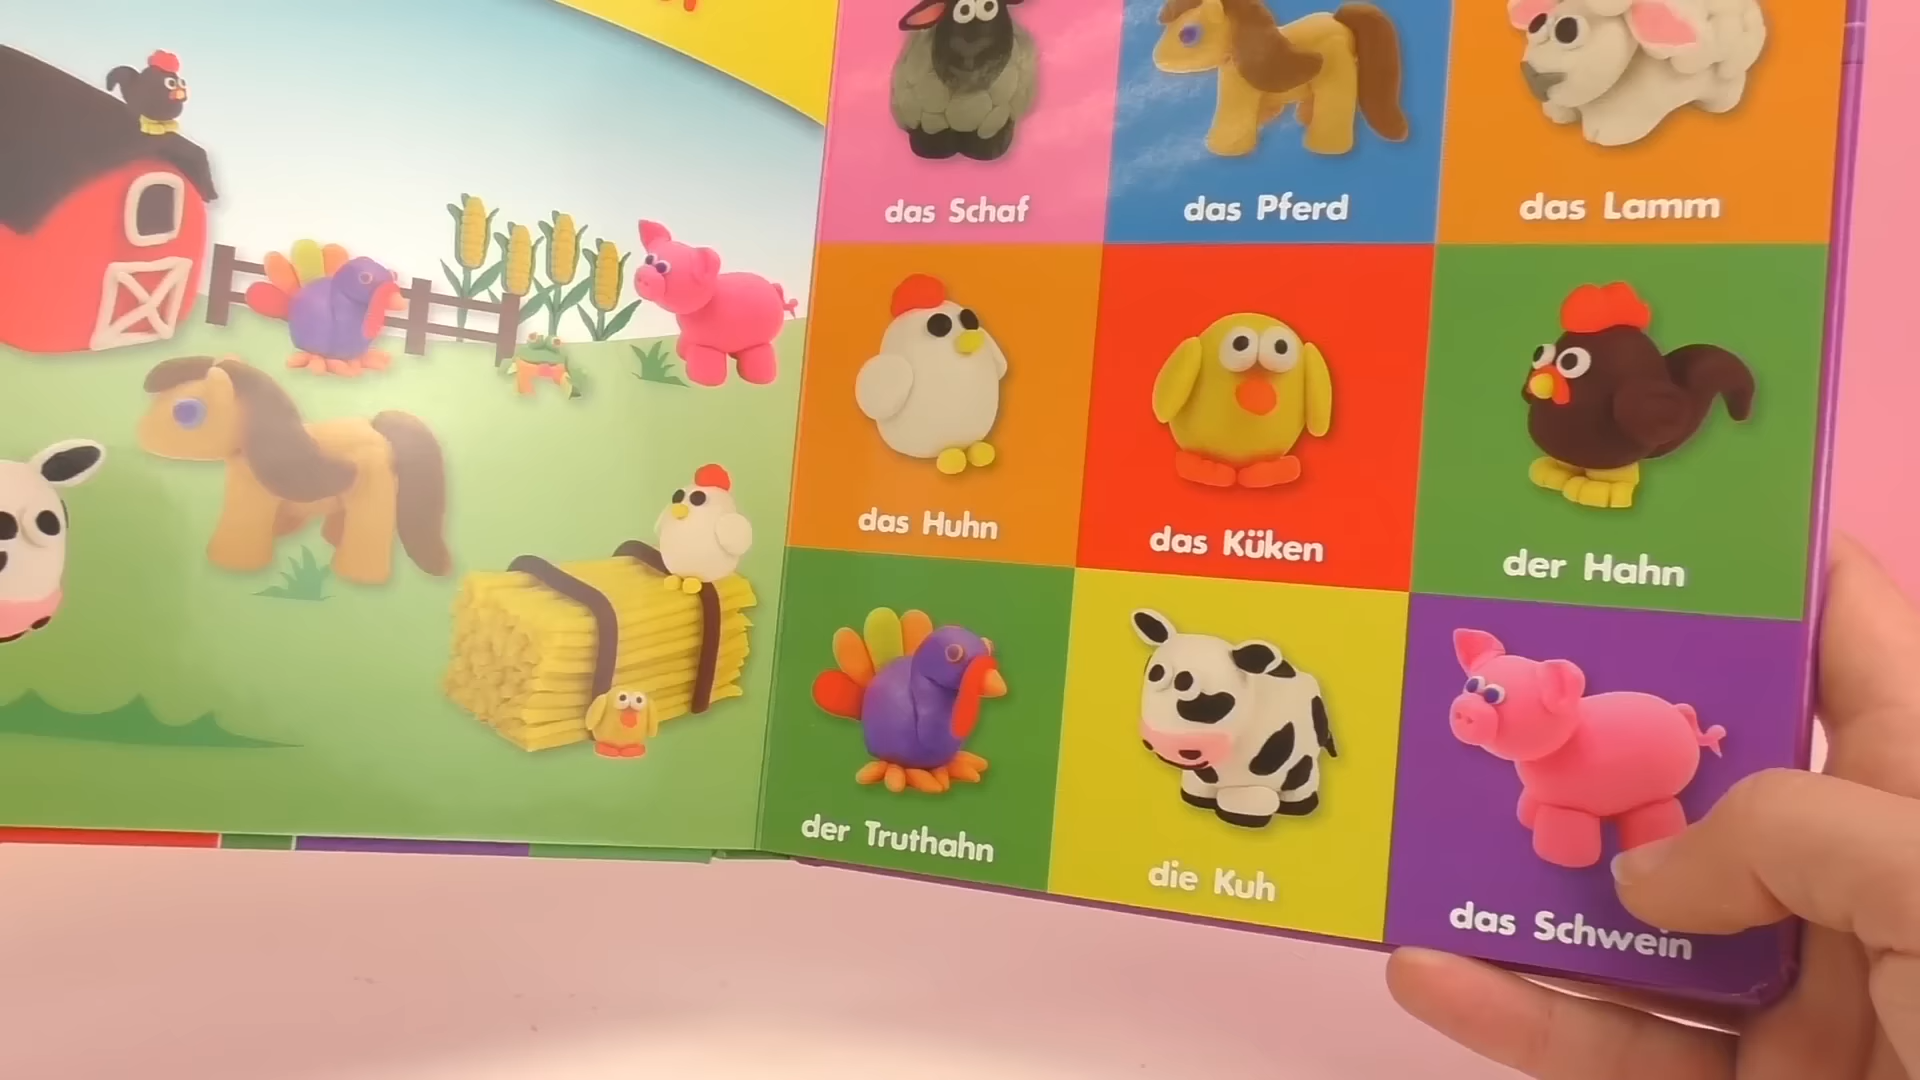 das Schaf
das Pferd
das Lamm
das Huhn
das Küken
der Hahn
der Truthahn
die Kuh
das Schwein